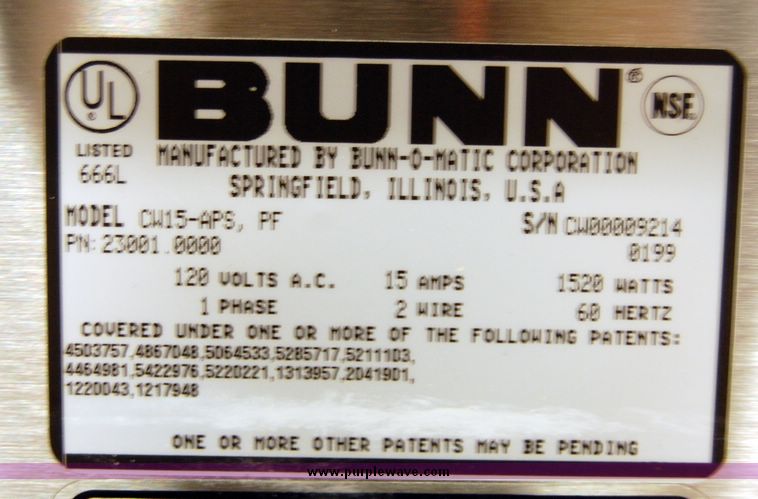 UL ® BUNN ® NSF.
LISTED
666L
MANUFACTURED BY BUNN-O-MATIC CORPORATION
SPRINGFIELD, ILLINOIS, U.S.A
MODEL CW15-APS, PF S/N CW00009214
PN: 23001.0000 0199
120 VOLTS A.C. 15 AMPS 1520 WATTS
1 PHASE 2 WIRE 60 HERTZ
COVERED UNDER ONE OR MORE OF THE FOLLOWING PATENTS:
4503757,4867048,5064533,5285717,5211103,
4464981,5422976,5220221,1313957,2041901,
1220043,1217948
ONE OR MORE OTHER PATENTS MAY BE PENDING
www.purplewave.com